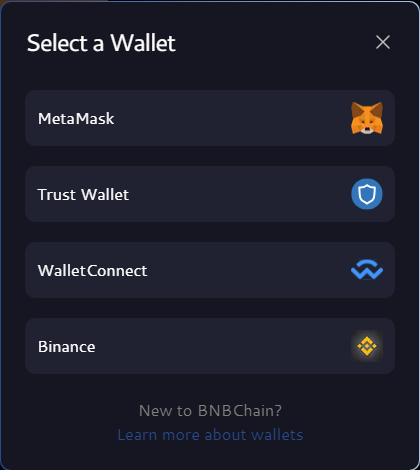 Select a Wallet
MetaMask
Trust Wallet
WalletConnect
Binance
New to BNBChain?
Learn more about wallets